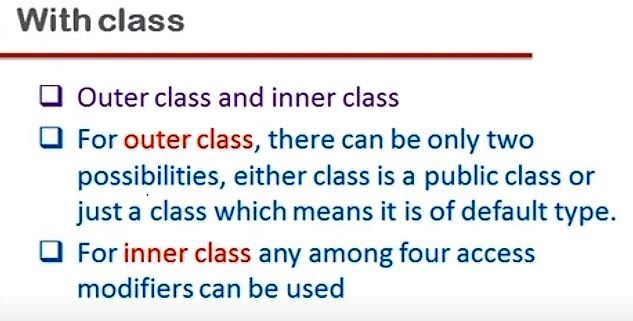 With class
Outer class and inner class
For outer class, there can be only two
possibilities, either class is a public class or
just a class which means it is of default type.
For inner class any among four access
modifiers can be used